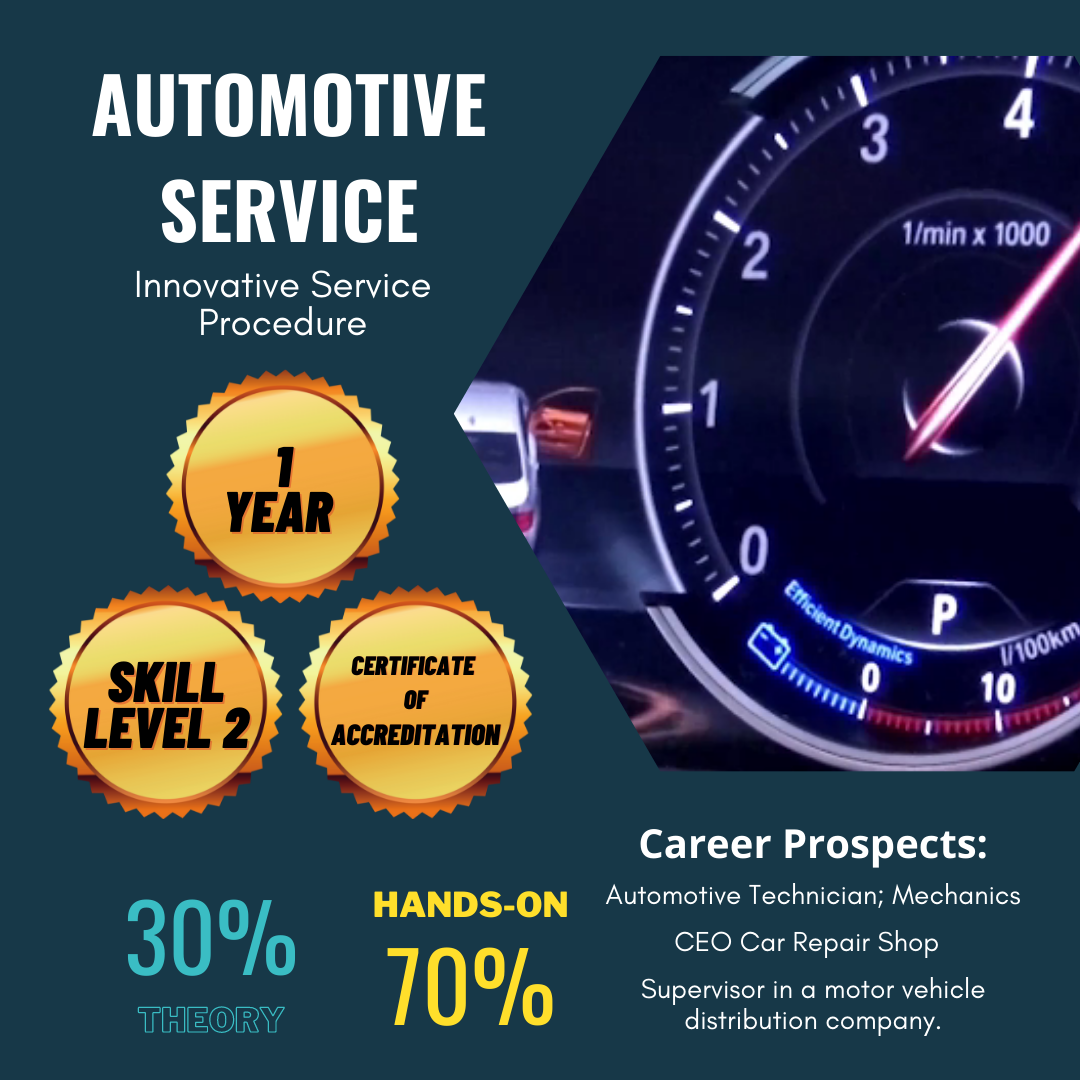 AUTOMOTIVE
SERVICE
Innovative Service
Procedure
1
YEAR
SKILL
LEVEL 2
CERTIFICATE
OF
ACCREDITATION
30%
THEORY
HANDS-ON
70%
4
3
2
1
0
1/min x 1000
P
Efficient Dynamics
l/100km
0
10
Career Prospects:
Automotive Technician; Mechanics
CEO Car Repair Shop
Supervisor in a motor vehicle
distribution company.